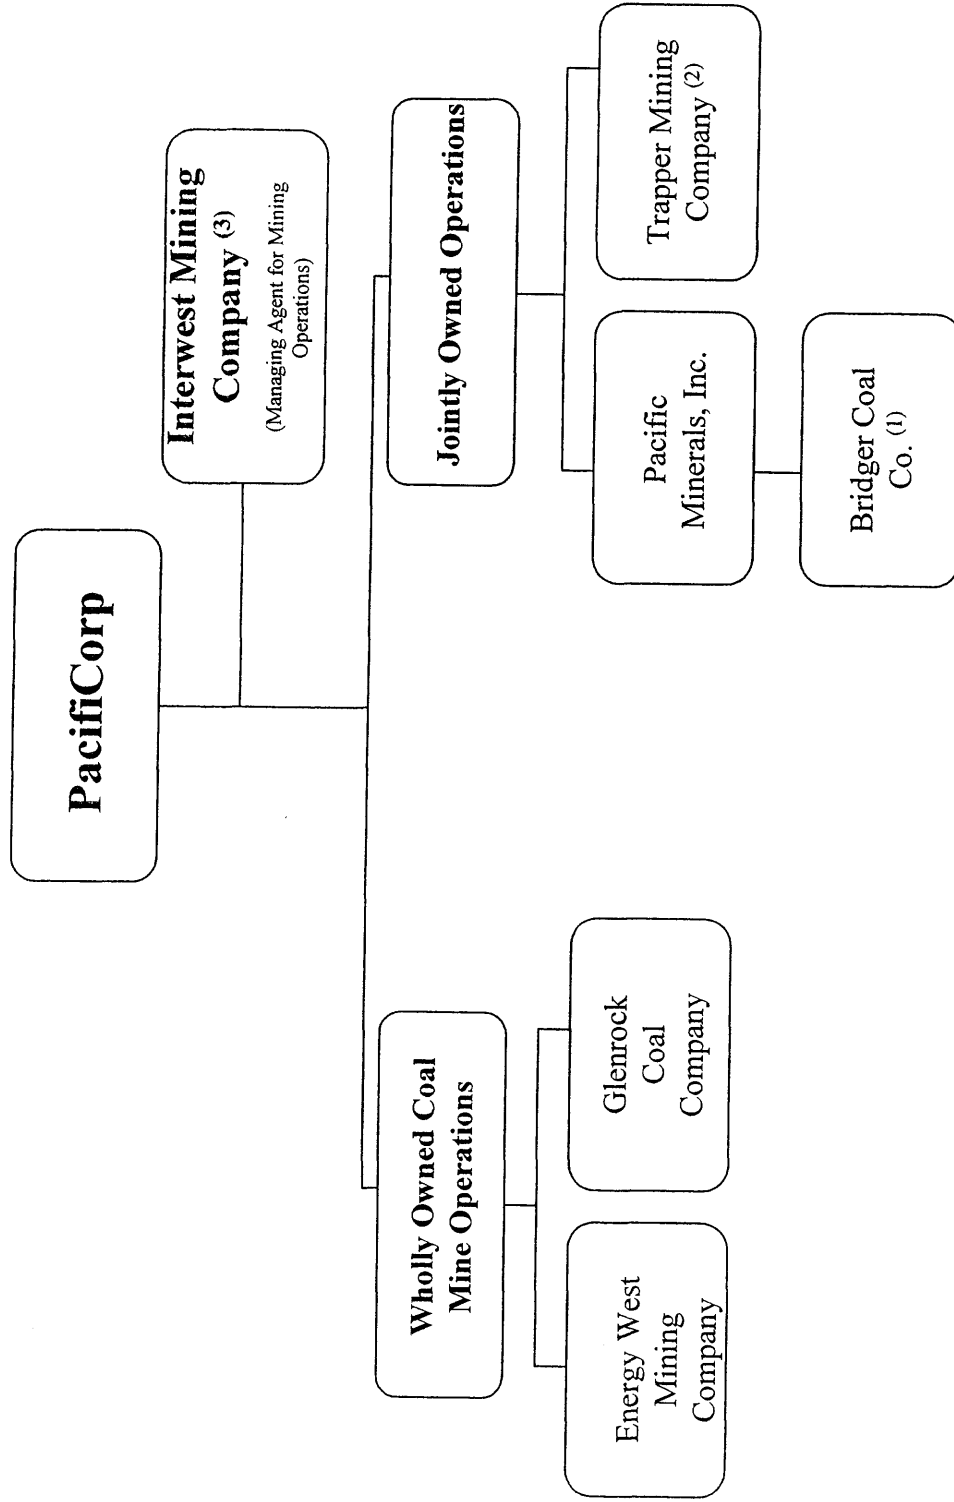 PacifiCorp
Interwest Mining
Company (3)
(Managing Agent for Mining
Operations)
Wholly Owned Coal
Mine Operations
Jointly Owned Operations
Energy West
Mining
Company
Glenrock
Coal
Company
Pacific
Minerals, Inc.
Trapper Mining
Company (2)
Bridger Coal
Co. (1)